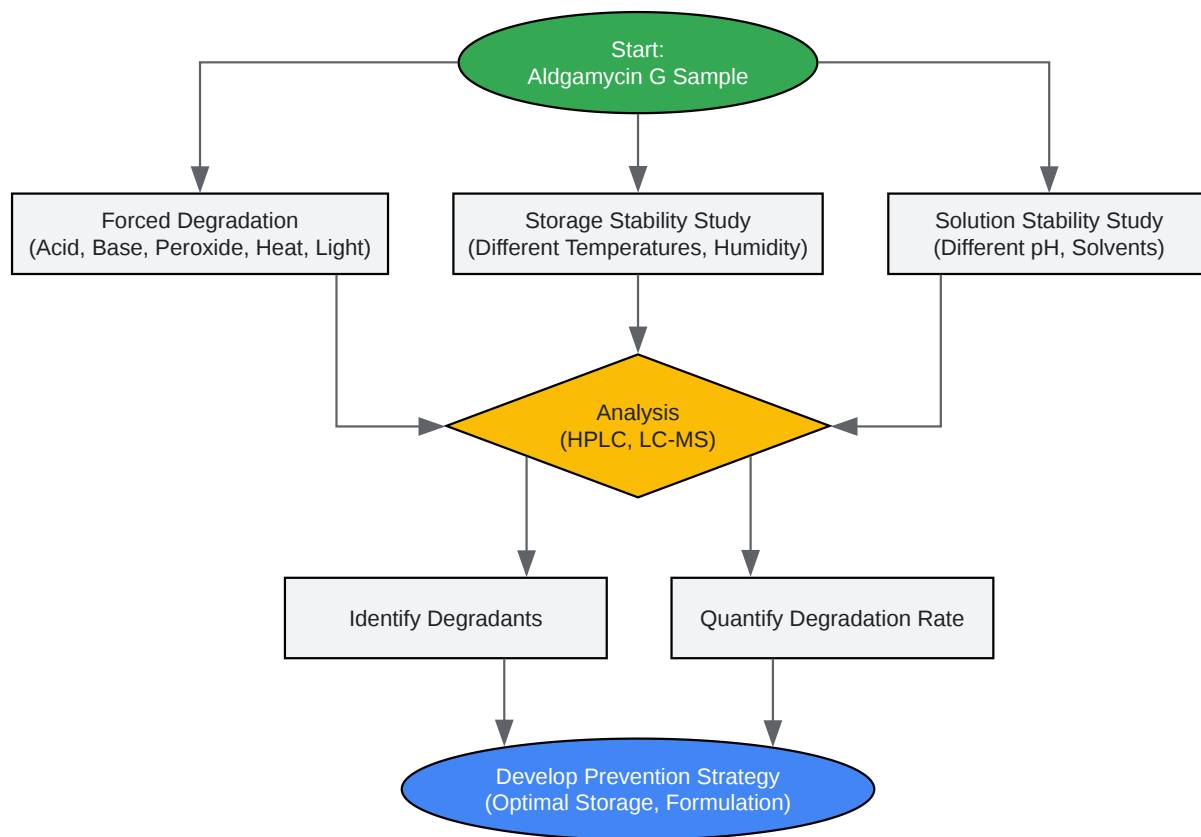 Start:
Aldgamycin G Sample
Forced Degradation
(Acid, Base, Peroxide, Heat, Light)
Storage Stability Study
(Different Temperatures, Humidity)
Solution Stability Study
(Different pH, Solvents)
Analysis
(HPLC, LC-MS)
Identify Degradants
Quantify Degradation Rate
Develop Prevention Strategy
(Optimal Storage, Formulation)